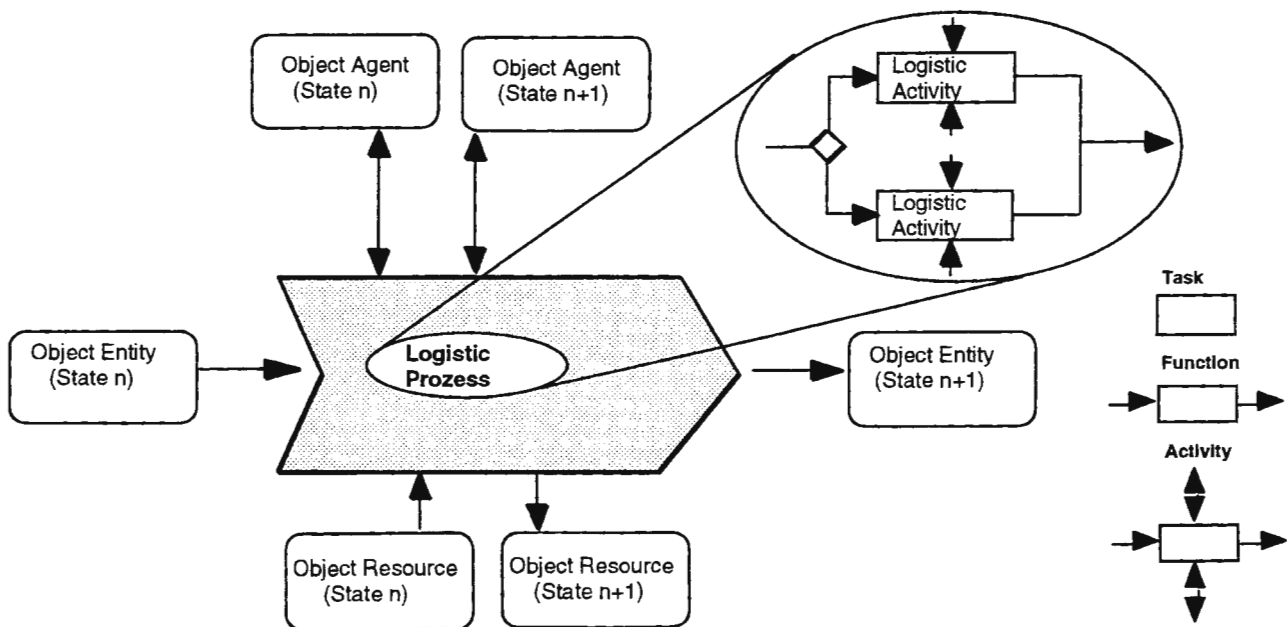 Object Agent
(State n)
Object Agent
(State n+1)
Logistic
Activity
Logistic
Activity
Task
Object Entity
(State n)
Logistic
Prozess
Object Entity
(State n+1)
Function
Activity
Object Resource
(State n)
Object Resource
(State n+1)